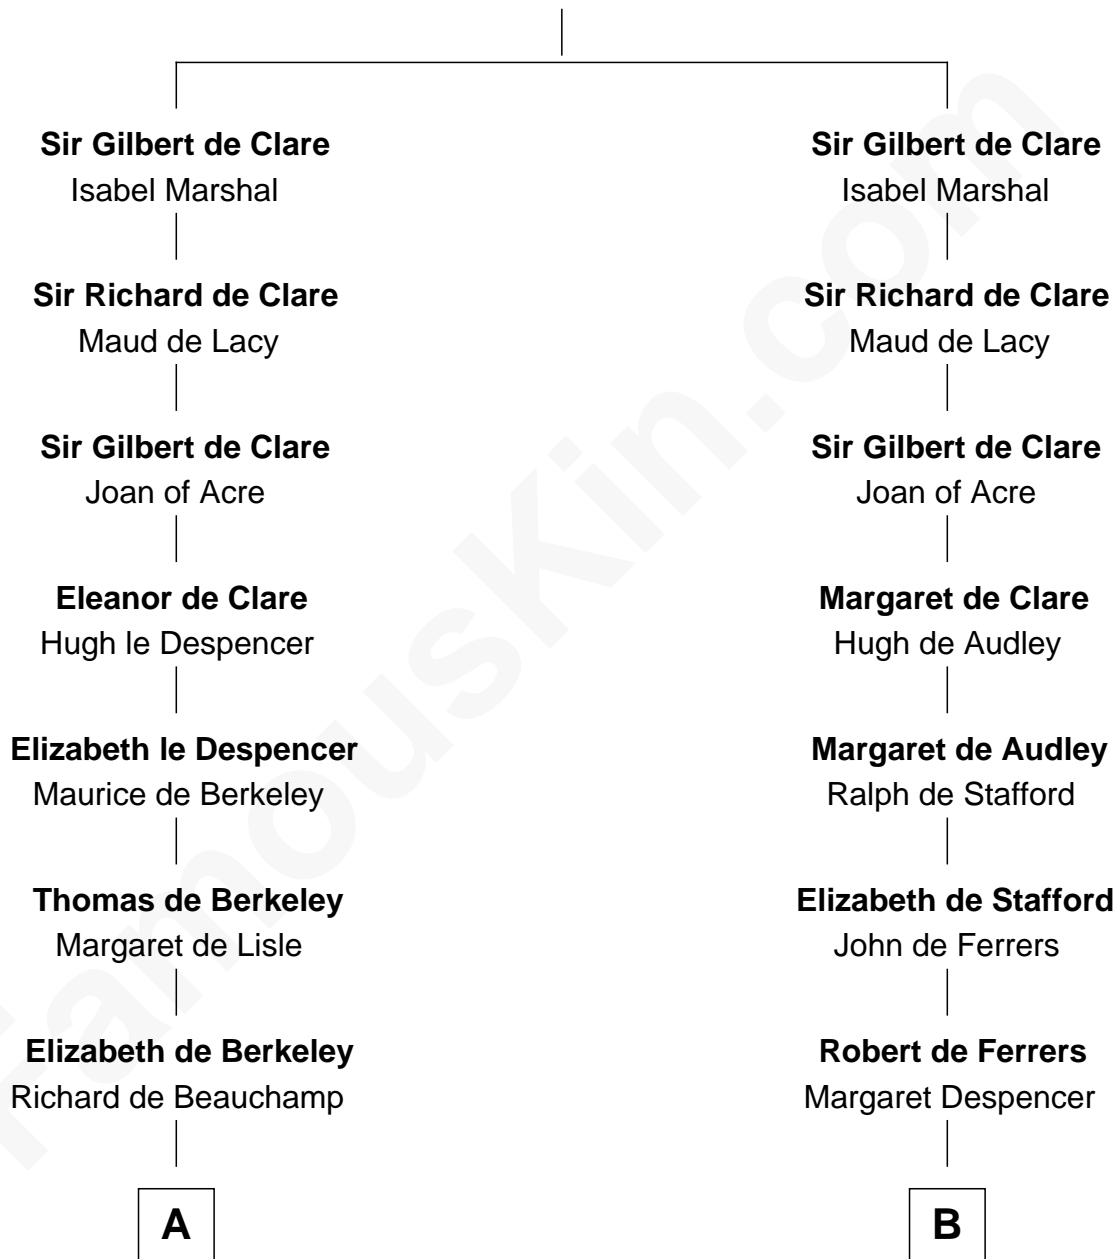 Sir Gilbert de Clare
Isabel Marshal
Sir Richard de Clare
Maud de Lacy
Sir Gilbert de Clare
Joan of Acre
Eleanor de Clare
Hugh le Despencer
Elizabeth le Despencer
Maurice de Berkeley
Thomas de Berkeley
Margaret de Lisle
Elizabeth de Berkeley
Richard de Beauchamp
A
Sir Gilbert de Clare
Isabel Marshal
Sir Richard de Clare
Maud de Lacy
Sir Gilbert de Clare
Joan of Acre
Margaret de Clare
Hugh de Audley
Margaret de Audley
Ralph de Stafford
Elizabeth de Stafford
John de Ferrers
Robert de Ferrers
Margaret Despencer
B
FamousKin.com